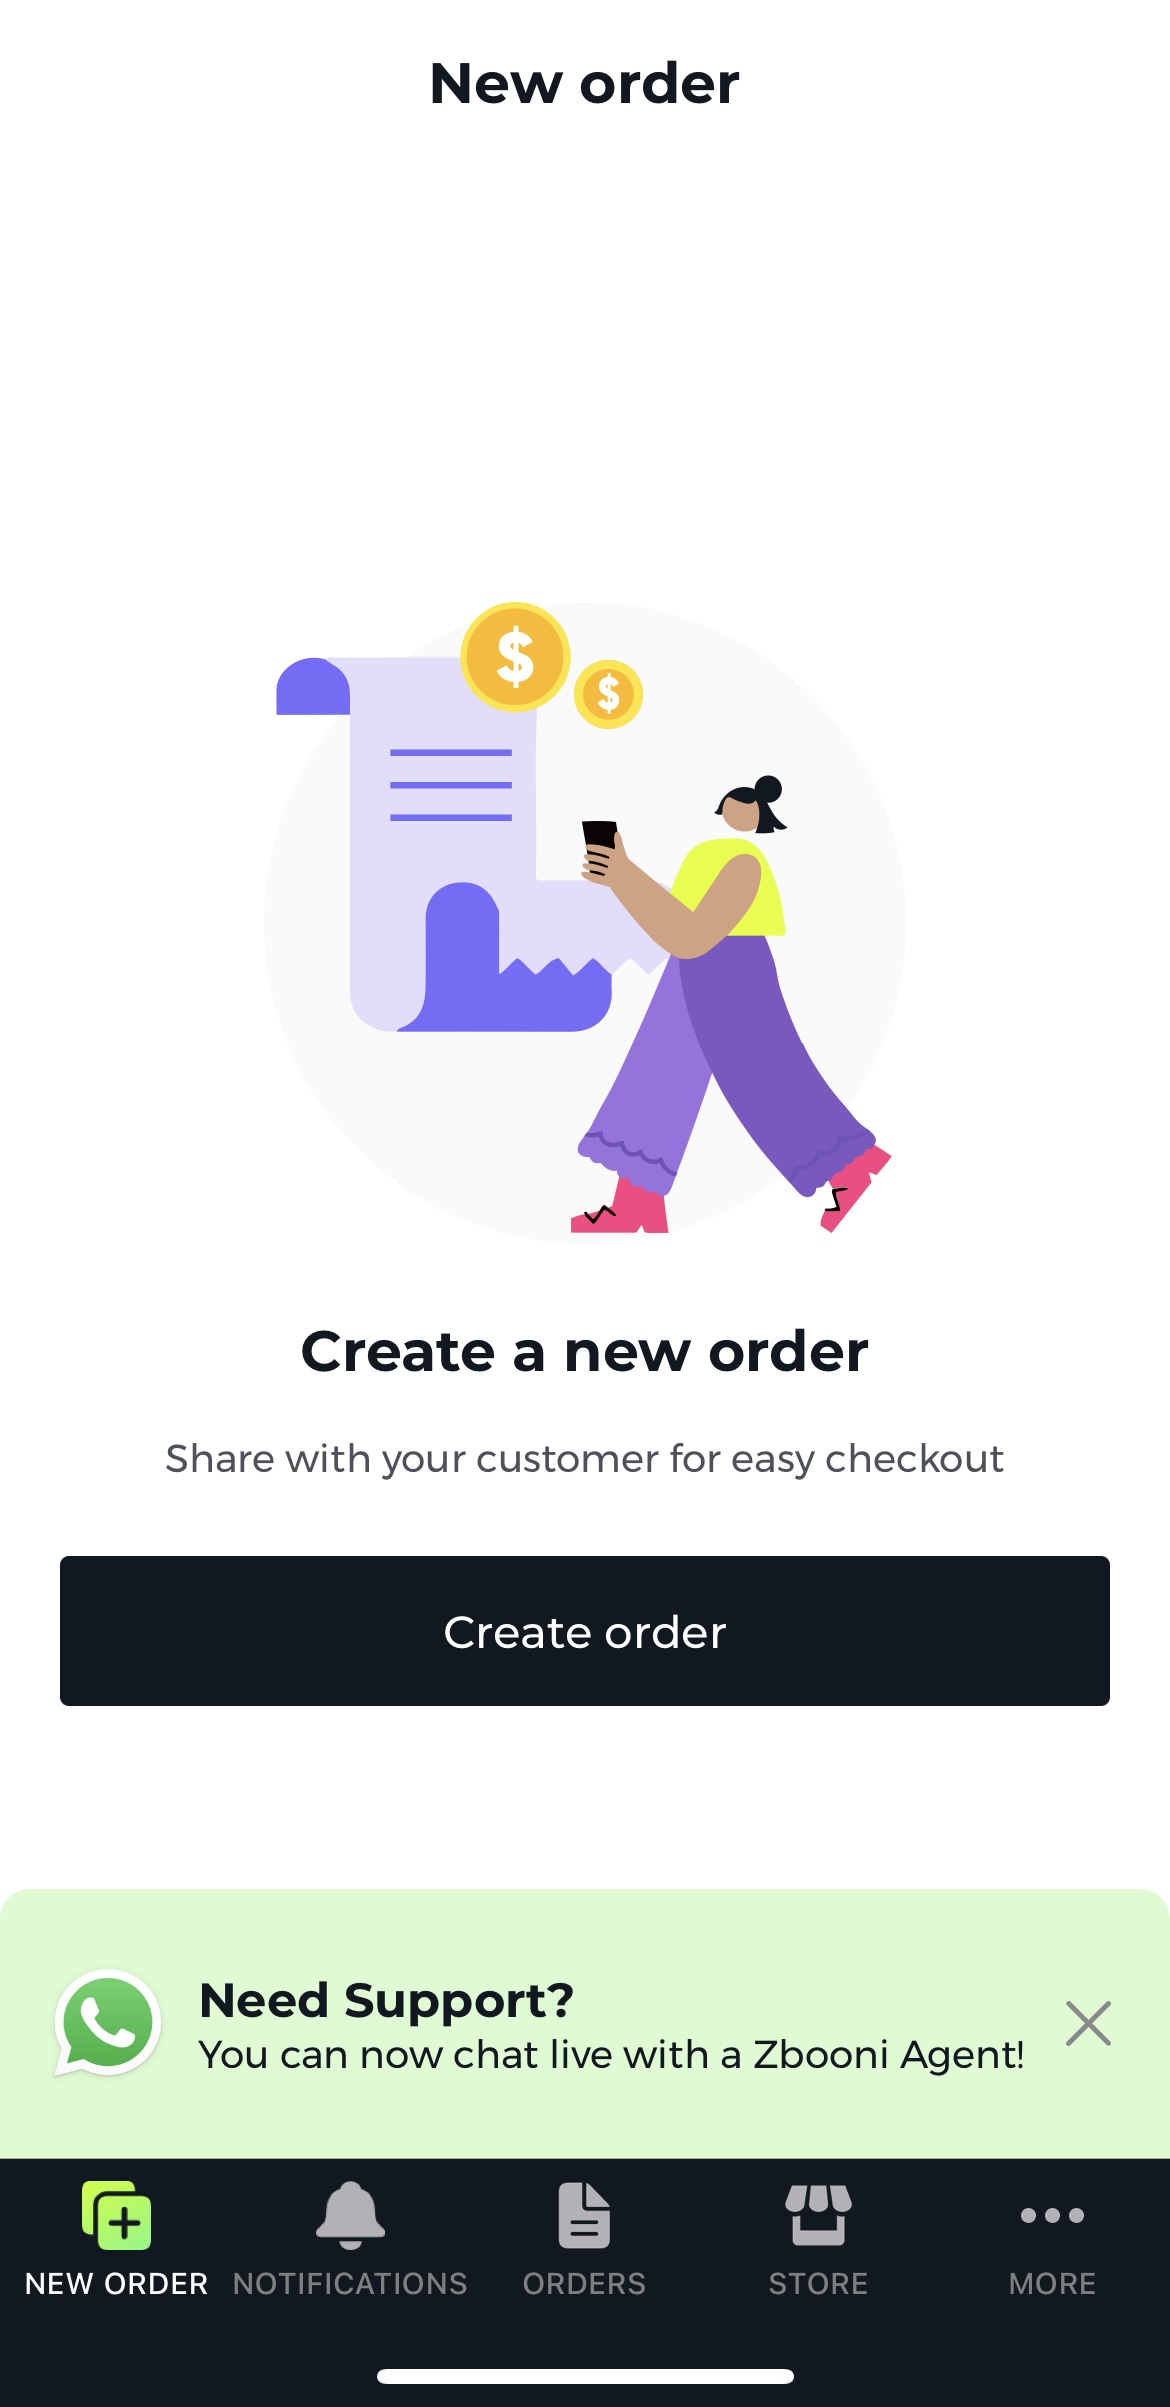 New order
$
$
Create a new order
Share with your customer for easy checkout
Create order
Need Support?
You can now chat live with a Zbooni Agent!
NEW ORDER
NOTIFICATIONS
ORDERS
STORE
MORE